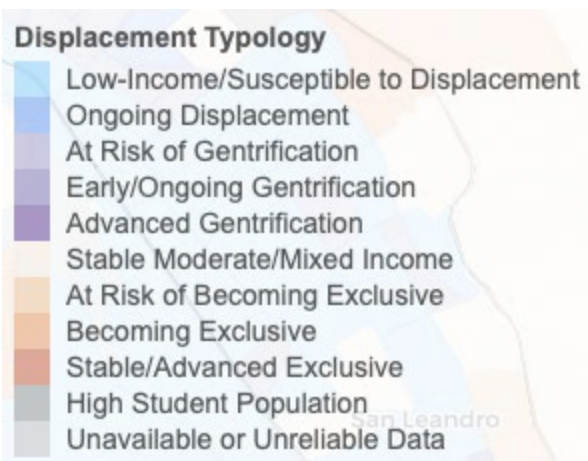 Displacement Typology
Low-Income/Susceptible to Displacement
Ongoing Displacement
At Risk of Gentrification
Early/Ongoing Gentrification
Advanced Gentrification
Stable Moderate/Mixed Income
At Risk of Becoming Exclusive
Becoming Exclusive
Stable/Advanced Exclusive
High Student Population
San Leandro
Unavailable or Unreliable Data